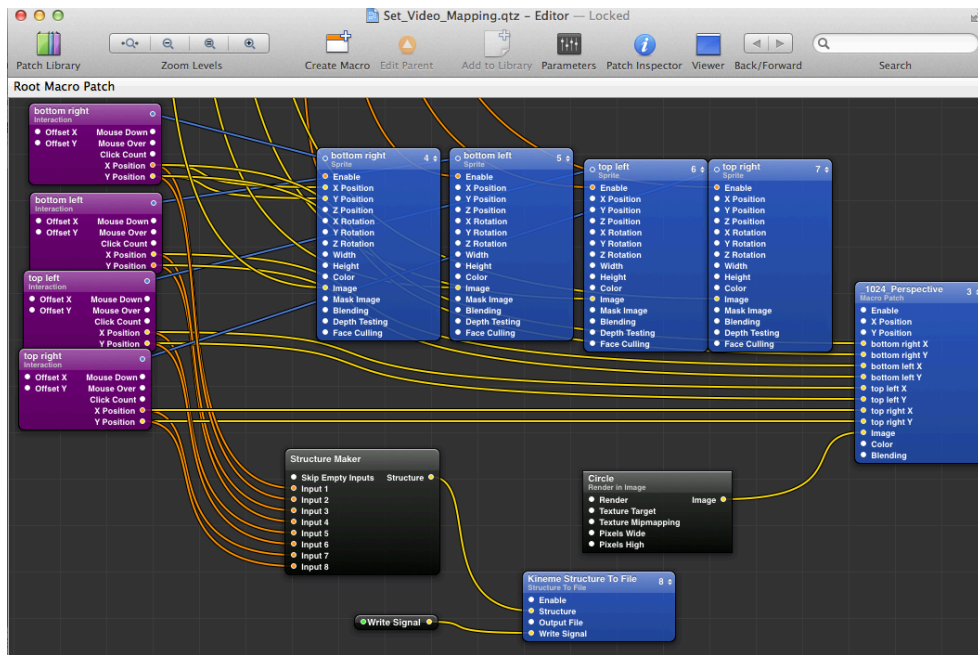 Set_Video_Mapping.qtz – Editor — Locked
Patch Library
Zoom Levels
Create Macro
Edit Parent
Add to Library
Parameters
Patch Inspector
Viewer
Back/Forward
Search
Root Macro Patch
bottom right
Interaction
Offset X Mouse Down
Offset Y Mouse Over
Click Count
X Position
Y Position
bottom left
Interaction
Offset X Mouse Down
Offset Y Mouse Over
Click Count
X Position
Y Position
top left
Interaction
Offset X Mouse Down
Offset Y Mouse Over
Click Count
X Position
Y Position
top right
Interaction
Offset X Mouse Down
Offset Y Mouse Over
Click Count
X Position
Y Position
bottom right 4
Sprite
Enable
X Position
Y Position
Z Position
X Rotation
Y Rotation
Z Rotation
Width
Height
Color
Image
Mask Image
Blending
Depth Testing
Face Culling
bottom left 5
Sprite
Enable
X Position
Y Position
Z Position
X Rotation
Y Rotation
Z Rotation
Width
Height
Color
Image
Mask Image
Blending
Depth Testing
Face Culling
top left 6
Sprite
Enable
X Position
Y Position
Z Position
X Rotation
Y Rotation
Z Rotation
Width
Height
Color
Image
Mask Image
Blending
Depth Testing
Face Culling
top right 7
Sprite
Enable
X Position
Y Position
Z Position
X Rotation
Y Rotation
Z Rotation
Width
Height
Color
Image
Mask Image
Blending
Depth Testing
Face Culling
1024_Perspective 3
Macro Patch
Enable
X Position
Y Position
bottom right X
bottom right Y
bottom left X
bottom left Y
top left X
top left Y
top right X
top right Y
Image
Color
Blending
Structure Maker
Skip Empty Inputs Structure
Input 1
Input 2
Input 3
Input 4
Input 5
Input 6
Input 7
Input 8
Circle
Render in Image
Render Image
Texture Target
Texture Mipmapping
Pixels Wide
Pixels High
Kineme Structure To File 8
Structure To File
Enable
Structure
Output File
Write Signal
Write Signal